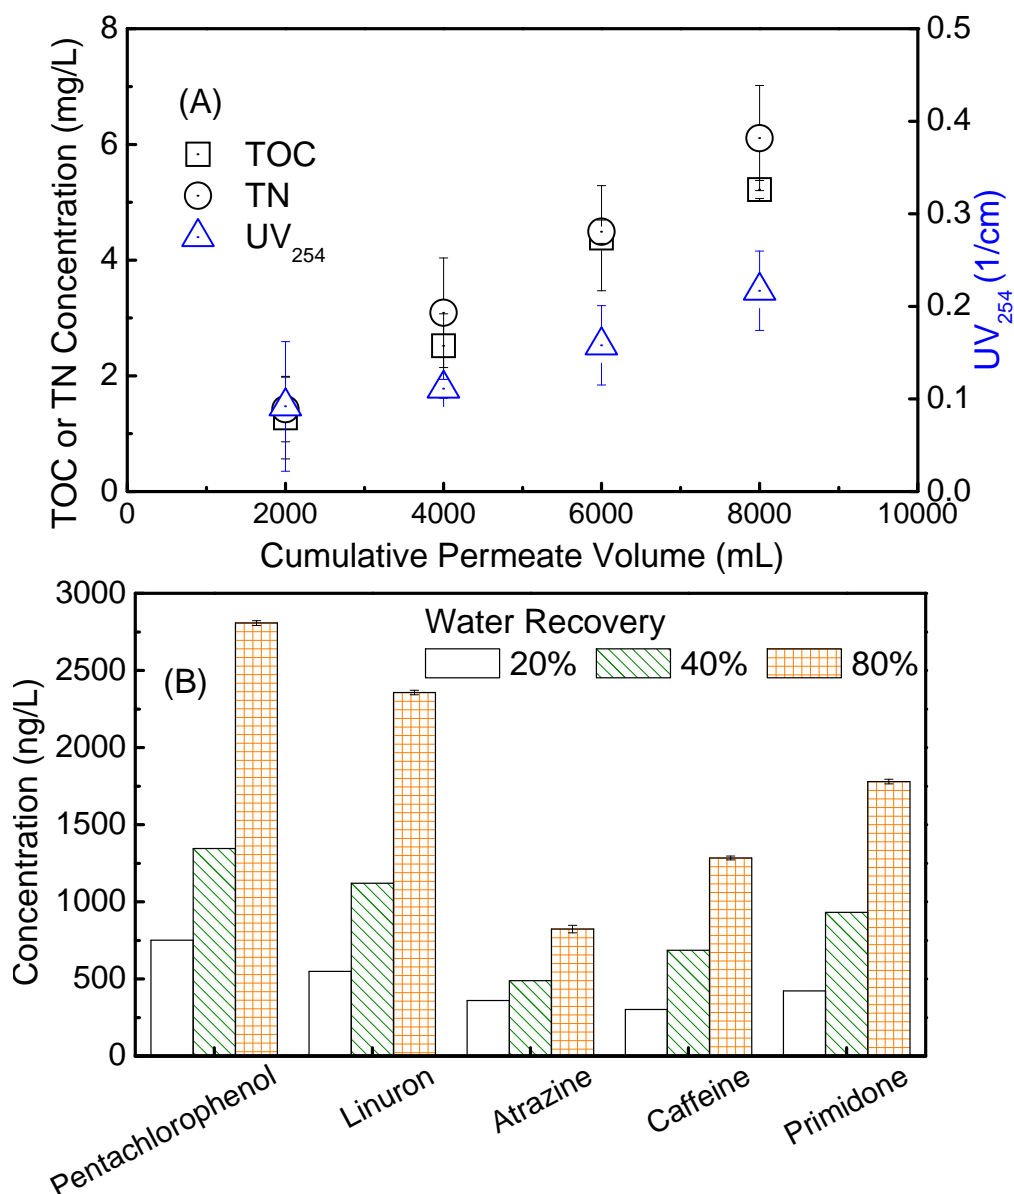 (A)
TOC
TN
UV254
TOC or TN Concentration (mg/L)
8
6
4
2
0
UV254 (1/cm)
0.5
0.4
0.3
0.2
0.1
0.0
0 2000 4000 6000 8000 10000
Cumulative Permeate Volume (mL)
(B)
Water Recovery
20% 40% 80%
Concentration (ng/L)
3000
2500
2000
1500
1000
500
0
Pentachlorophenol
Linuron
Atrazine
Caffeine
Primidone